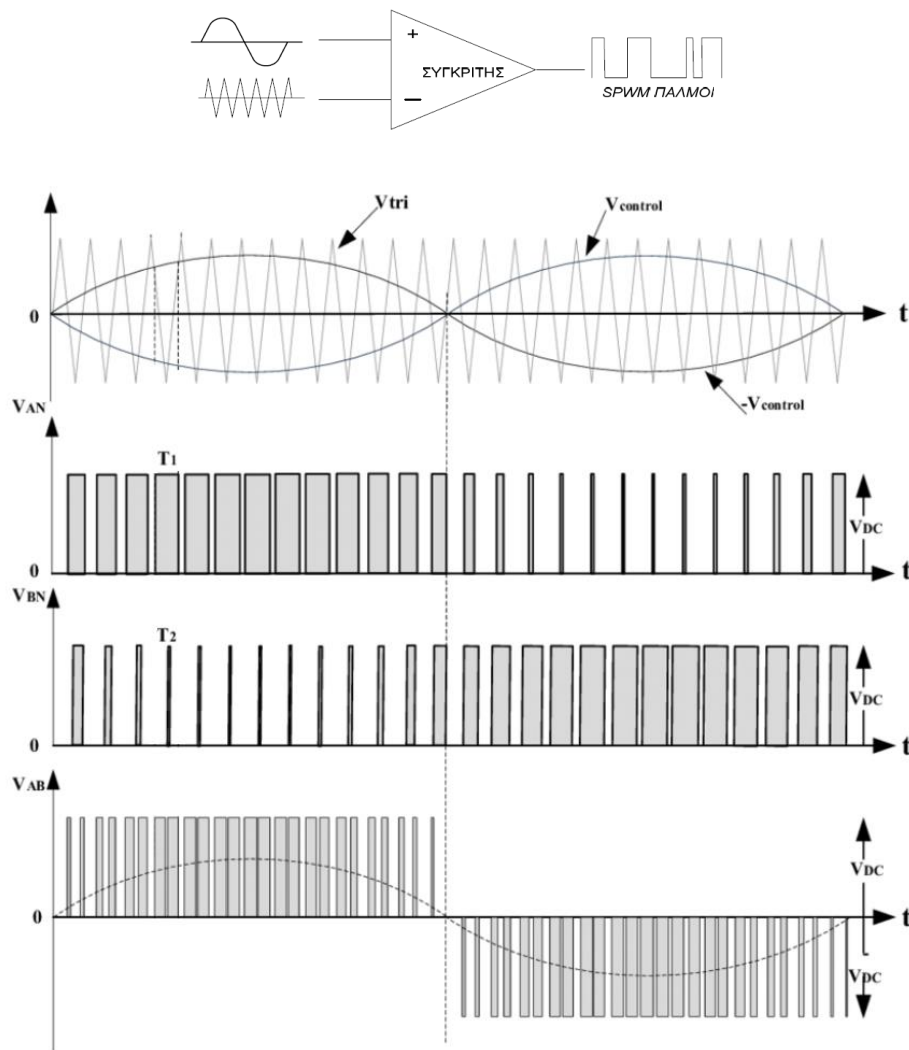 +
ΣΥΓΚΡΙΤΗΣ
−
SPWM ΠΑΛΜΟΙ
Vtri
Vcontrol
0
t
-Vcontrol
VAN
T1
VDC
0
t
VBN
T2
VDC
0
t
VAB
VDC
0
t
-
VDC